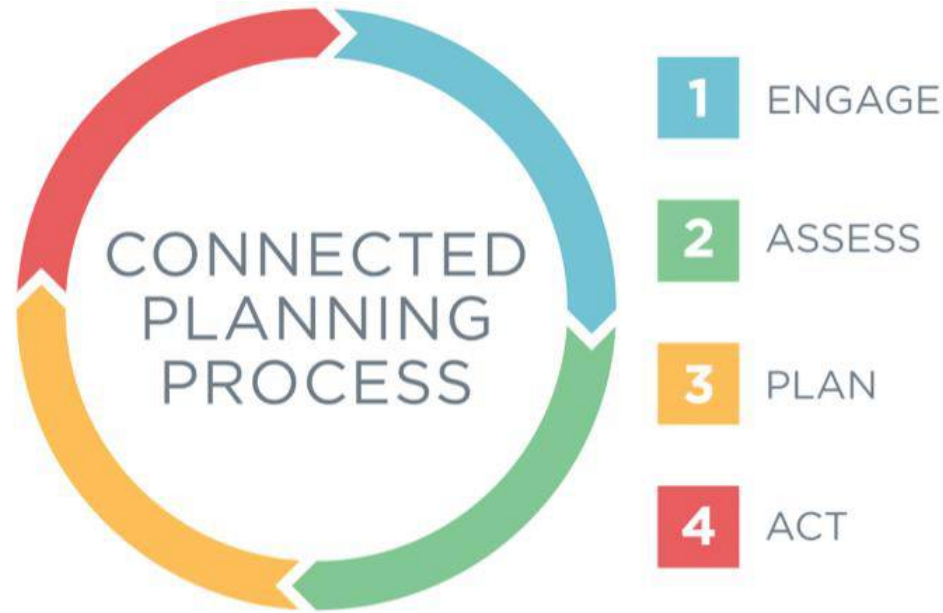 CONNECTED
PLANNING
PROCESS
1 ENGAGE
2 ASSESS
3 PLAN
4 ACT